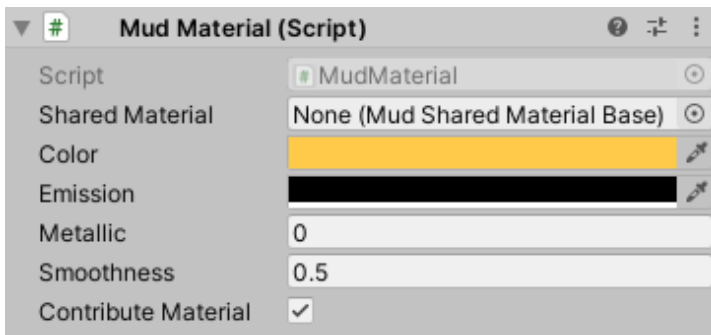 # Mud Material (Script)
Script # MudMaterial
Shared Material None (Mud Shared Material Base)
Color
Emission
Metallic 0
Smoothness 0.5
Contribute Material